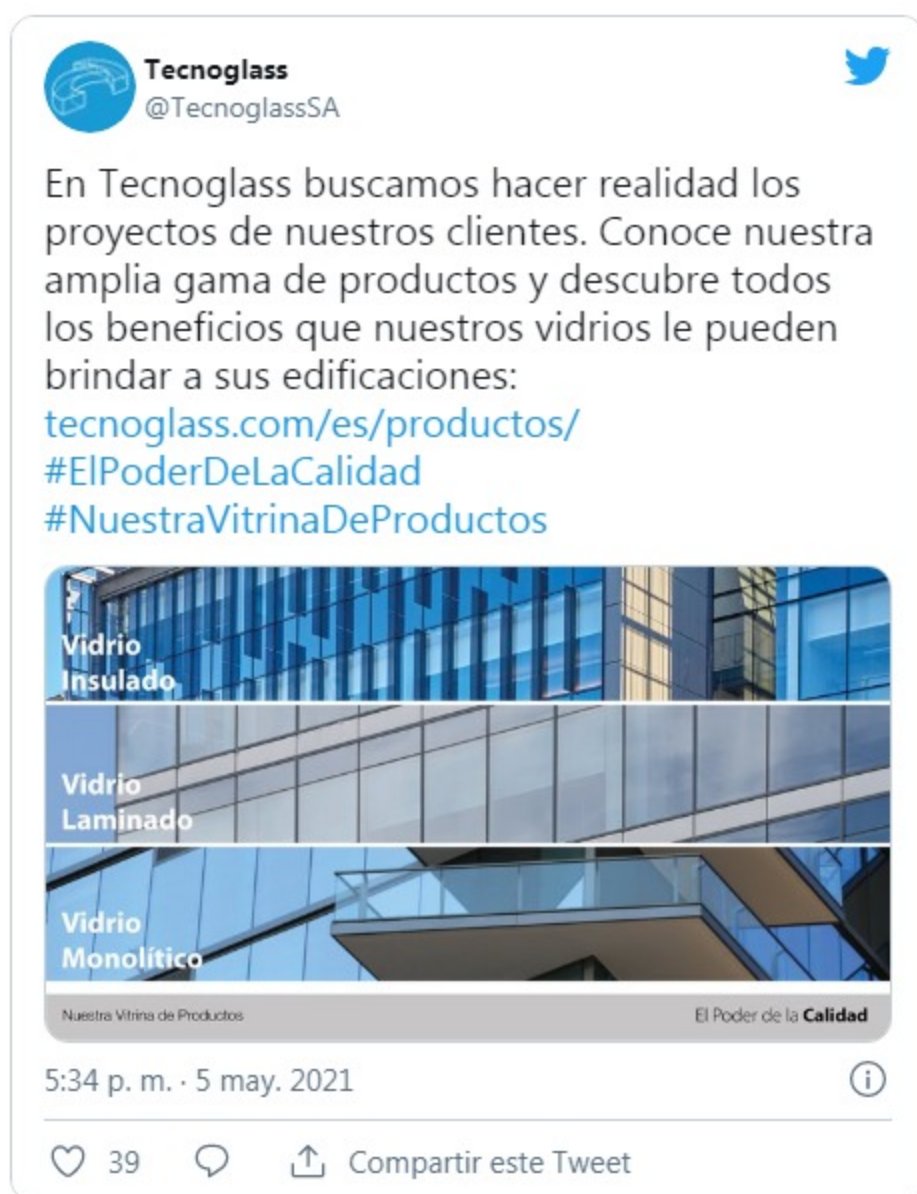 Tecnoglass
@TecnoglassSA
En Tecnoglass buscamos hacer realidad los
proyectos de nuestros clientes. Conoce nuestra
amplia gama de productos y descubre todos
los beneficios que nuestros vidrios le pueden
brindar a sus edificaciones:
tecnoglass.com/es/productos/
#ElPoderDeLaCalidad
#NuestraVitrinaDeProductos
Vidrio
Insulado
Vidrio
Laminado
Vidrio
Monolítico
Nuestra Vitrina de Productos
El Poder de la Calidad
5:34 p. m. · 5 may. 2021
39
Compartir este Tweet